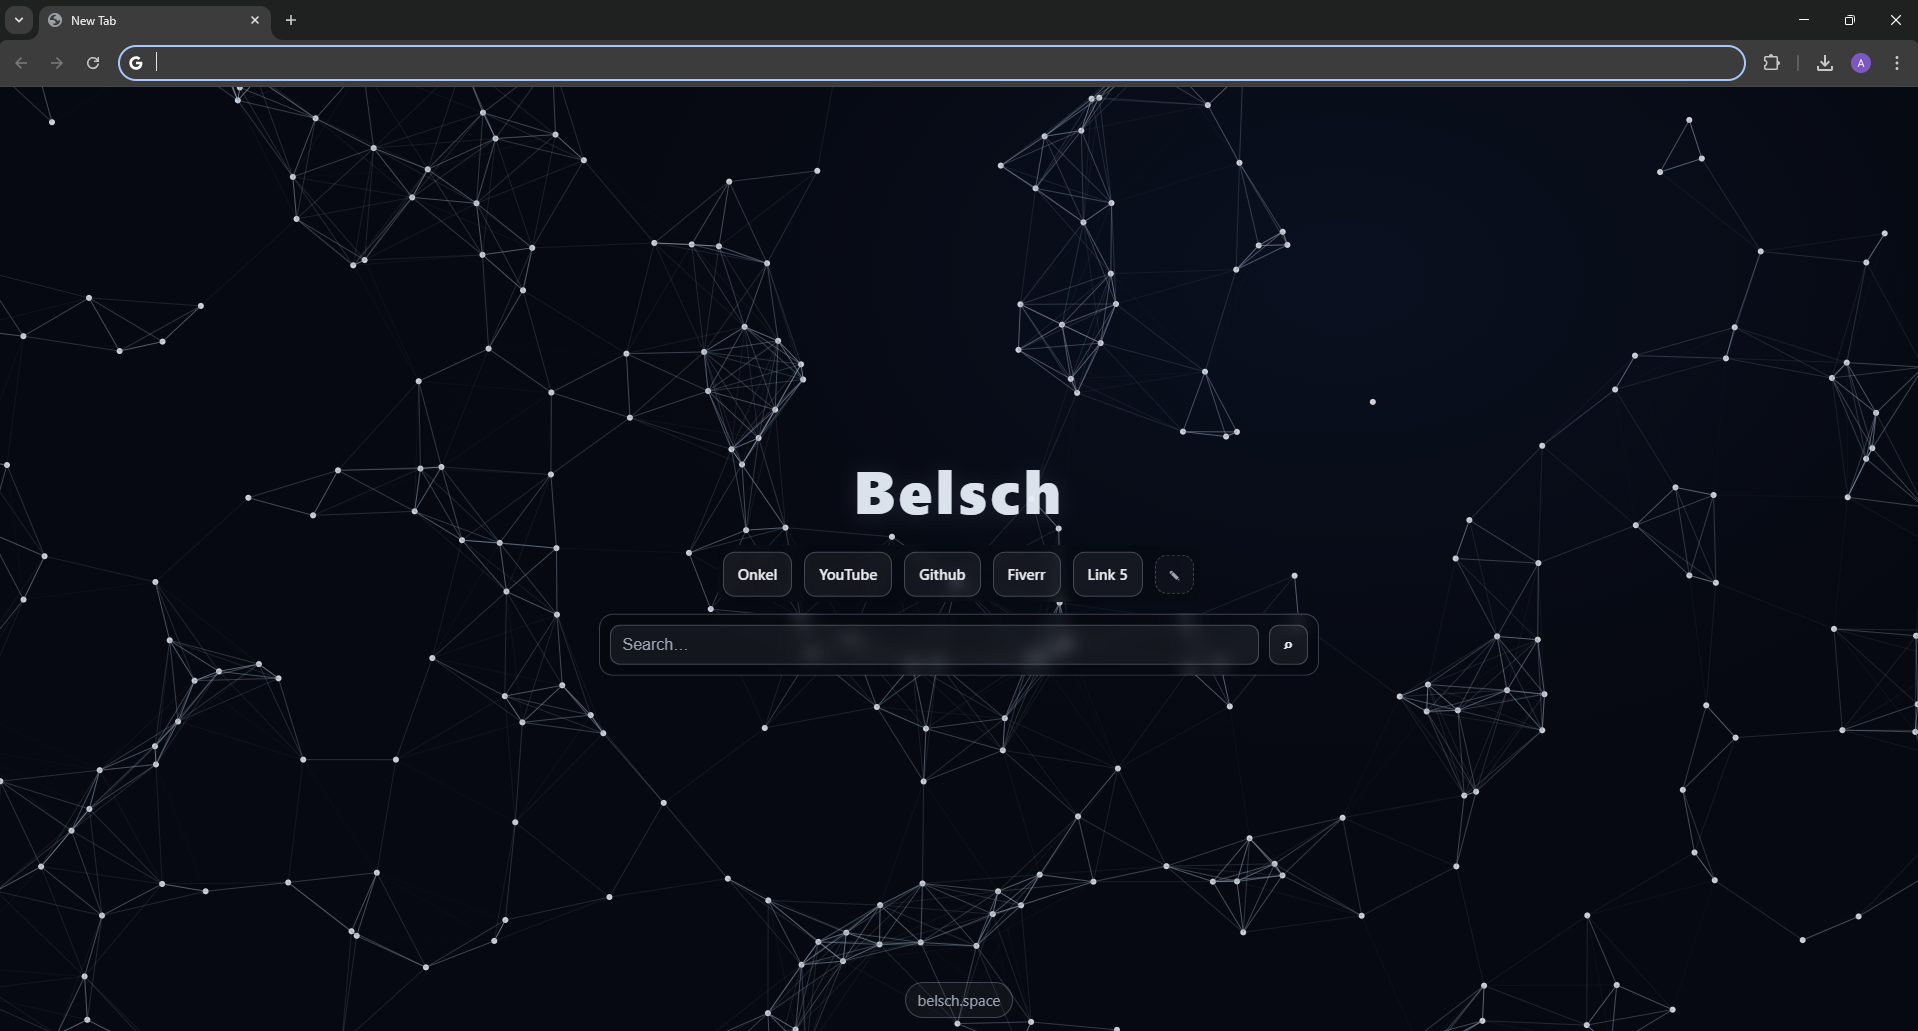 New Tab
A
Belsch
Onkel
YouTube
Github
Fiverr
Link 5
Search...
belsch.space